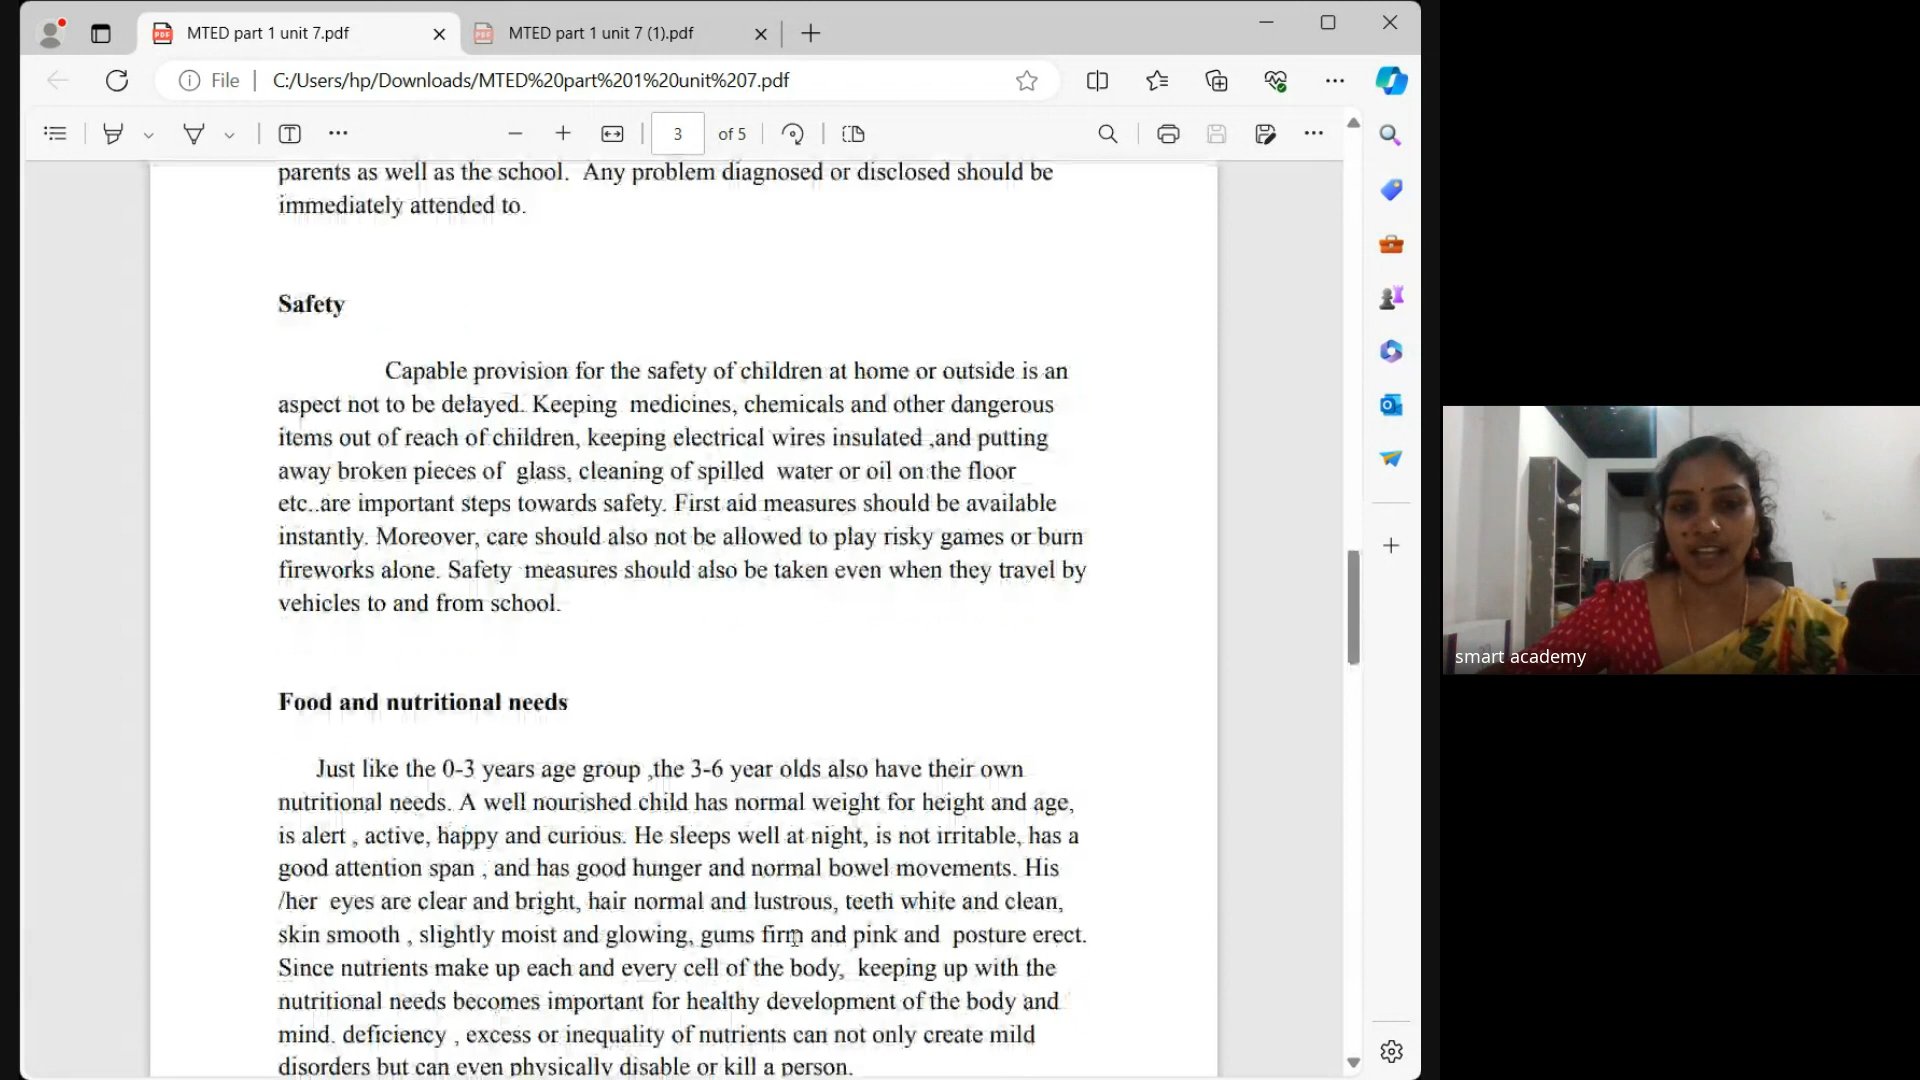 MTED part 1 unit 7.pdf
MTED part 1 unit 7 (1).pdf
File
C:/Users/hp/Downloads/MTED%20part%201%20unit%207.pdf
3 of 5
parents as well as the school.  Any problem diagnosed or disclosed should be
immediately attended to.
Safety
Capable provision for the safety of children at home or outside is an
aspect not to be delayed. Keeping  medicines, chemicals and other dangerous
items out of reach of children, keeping electrical wires insulated ,and putting
away broken pieces of  glass, cleaning of spilled  water or oil on the floor
etc..are important steps towards safety. First aid measures should be available
instantly. Moreover, care should also not be allowed to play risky games or burn
fireworks alone. Safety  measures should also be taken even when they travel by
vehicles to and from school.
Food and nutritional needs
Just like the 0-3 years age group ,the 3-6 year olds also have their own
nutritional needs. A well nourished child has normal weight for height and age,
is alert , active, happy and curious. He sleeps well at night, is not irritable, has a
good attention span , and has good hunger and normal bowel movements. His
/her  eyes are clear and bright, hair normal and lustrous, teeth white and clean,
skin smooth , slightly moist and glowing, gums firm and pink and  posture erect.
Since nutrients make up each and every cell of the body,  keeping up with the
nutritional needs becomes important for healthy development of the body and
mind. deficiency , excess or inequality of nutrients can not only create mild
disorders but can even physically disable or kill a person.
smart academy